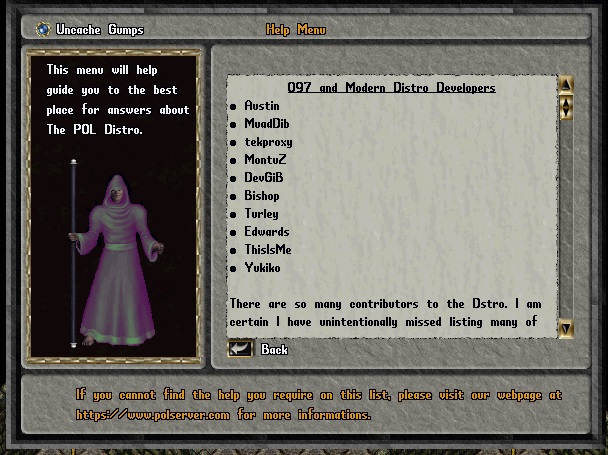 Uncache Gumps
Help Menu
This menu will help
guide you to the best
place for answers about
The POL Distro.
097 and Modern Distro Developers
Austin
MuadDib
tekproxy
MontuZ
DevGiB
Bishop
Turley
Edwards
ThisIsMe
Yukiko
There are so many contributors to the Dstro. I am
certain I have unintentionally missed listing many of
Back
If you cannot find the help you require on this list, please visit our webpage at
https://www.polserver.com for more informations.